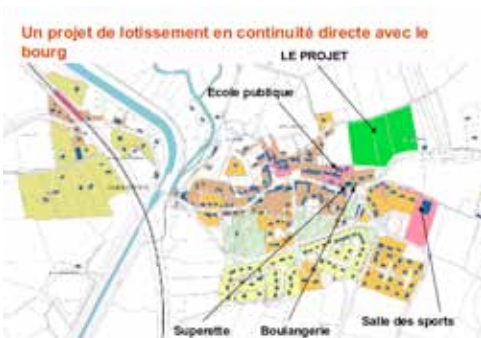 Un projet de lotissement en continuité directe avec le
bourg
LE PROJET
Ecole publique
Superette
Boulangerie
Salle des sports